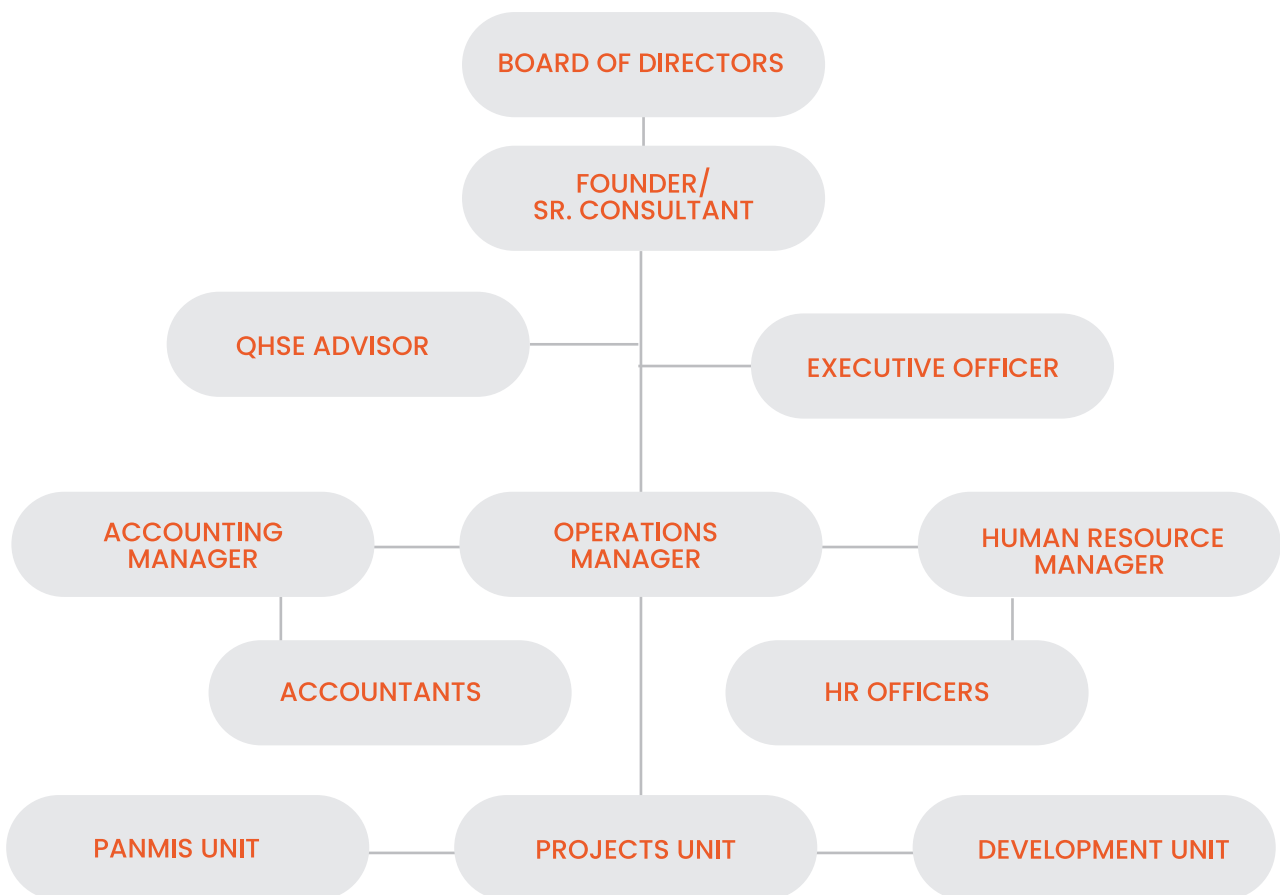 BOARD OF DIRECTORS
FOUNDER/
SR. CONSULTANT
QHSE ADVISOR
EXECUTIVE OFFICER
ACCOUNTING
MANAGER
OPERATIONS
MANAGER
HUMAN RESOURCE
MANAGER
ACCOUNTANTS
HR OFFICERS
PANMIS UNIT
PROJECTS UNIT
DEVELOPMENT UNIT